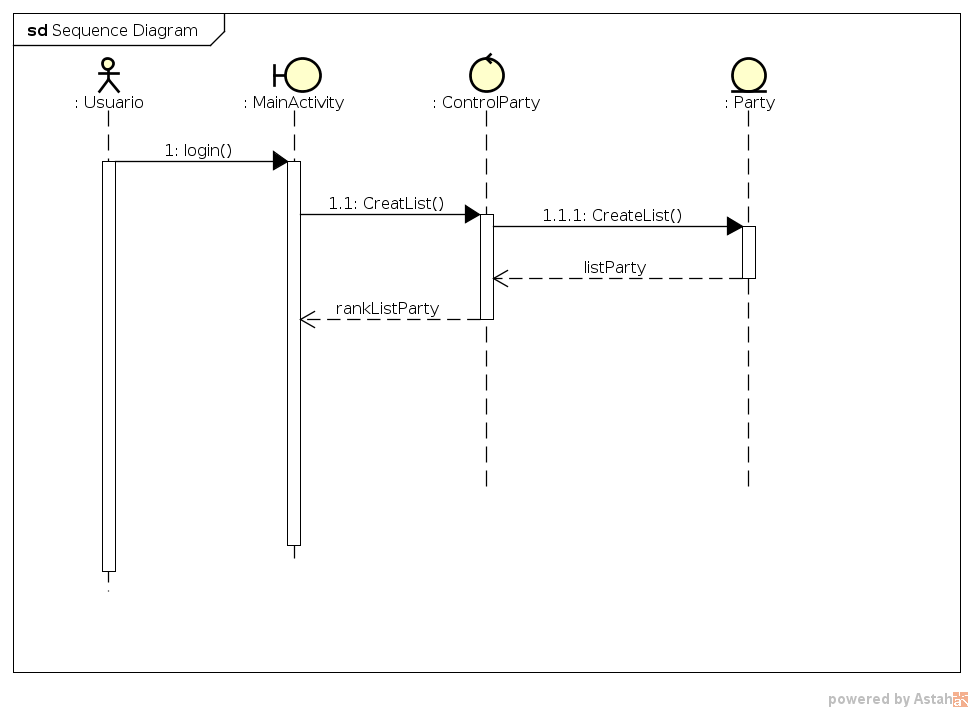 sd Sequence Diagram
: Usuario
: MainActivity
: ControlParty
: Party
1: login()
1.1: CreatList()
1.1.1: CreateList()
listParty
rankListParty
powered by Astah